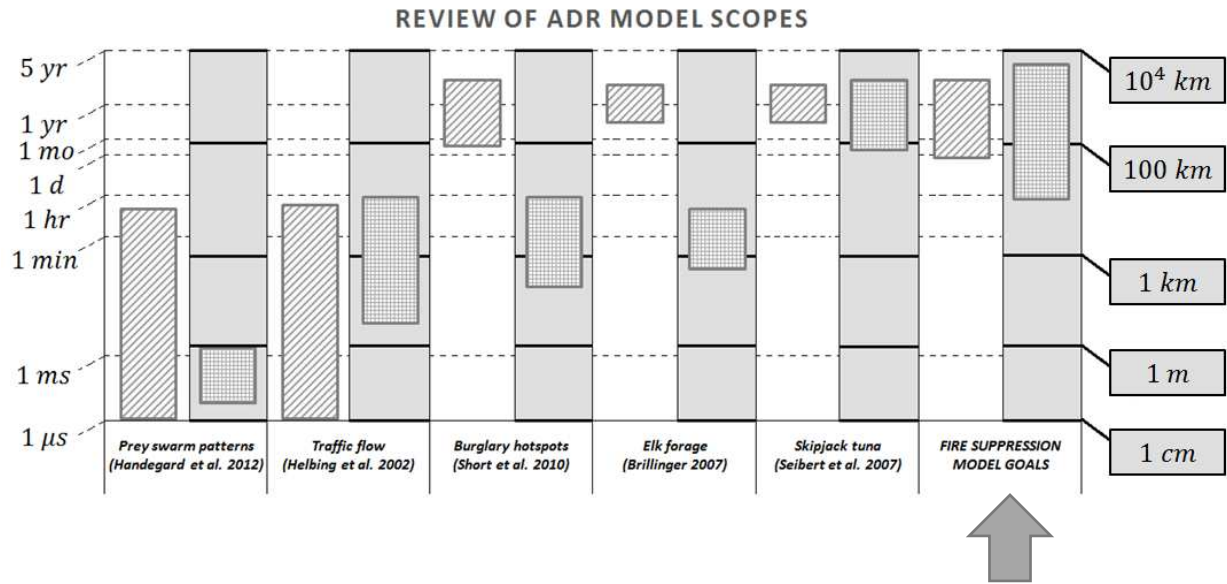 REVIEW OF ADR MODEL SCOPES
5 yr
1 yr
1 mo
1 d
1 hr
1 min
1 ms
1 μs
10⁴ km
100 km
1 km
1 m
1 cm
Prey swarm patterns
(Handegard et al. 2012)
Traffic flow
(Helbing et al. 2002)
Burglary hotspots
(Short et al. 2010)
Elk forage
(Brillinger 2007)
Skipjack tuna
(Seibert et al. 2007)
FIRE SUPPRESSION
MODEL GOALS